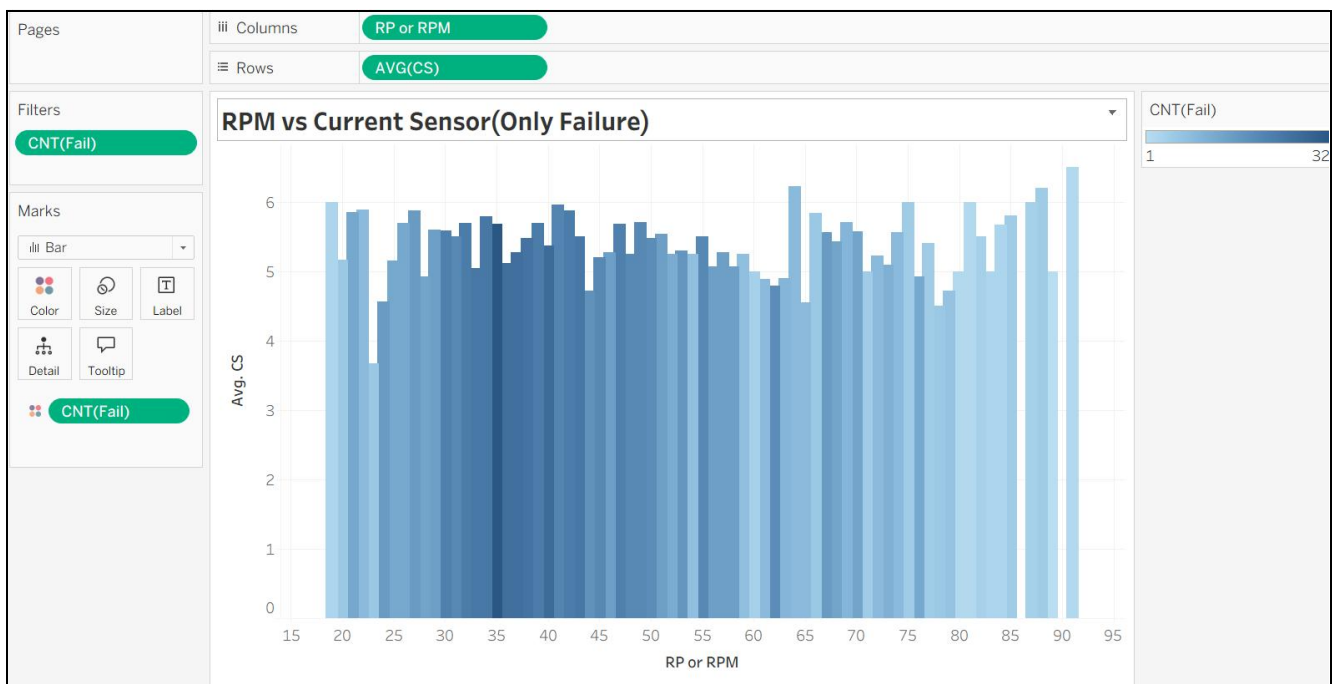 Pages
Columns
RP or RPM
Rows
AVG(CS)
Filters
CNT(Fail)
Marks
Bar
Color
Size
Label
Detail
Tooltip
CNT(Fail)
RPM vs Current Sensor(Only Failure)
Avg. CS
6
5
4
3
2
1
0
15 20 25 30 35 40 45 50 55 60 65 70 75 80 85 90 95
RP or RPM
CNT(Fail)
1 32